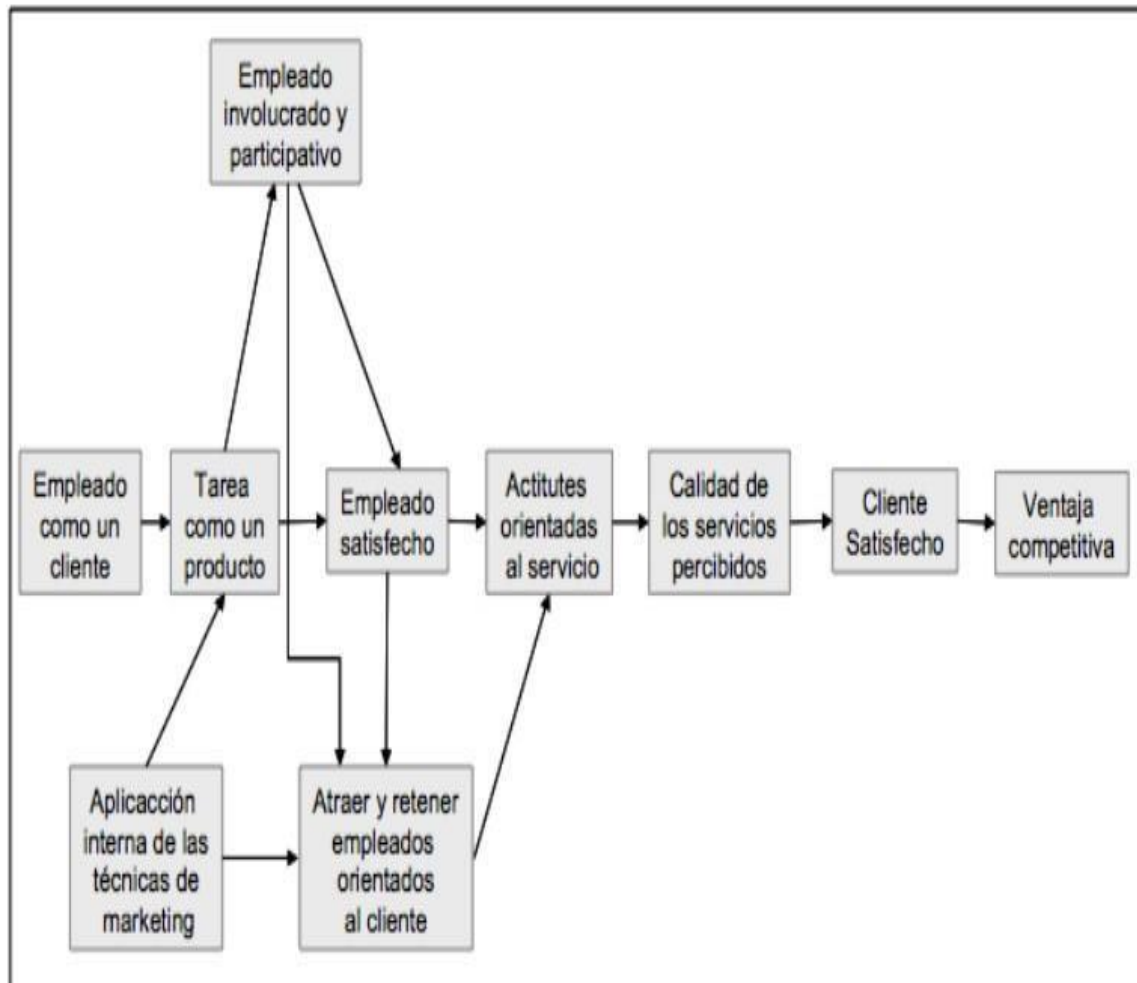 Empleado
involucrado y
participativo
Empleado
como un
cliente
Tarea
como un
producto
Empleado
satisfecho
Actitutes
orientadas
al servicio
Calidad de
los servicios
percibidos
Cliente
Satisfecho
Ventaja
competitiva
Aplicacción
interna de las
técnicas de
marketing
Atraer y retener
empleados
orientados
al cliente